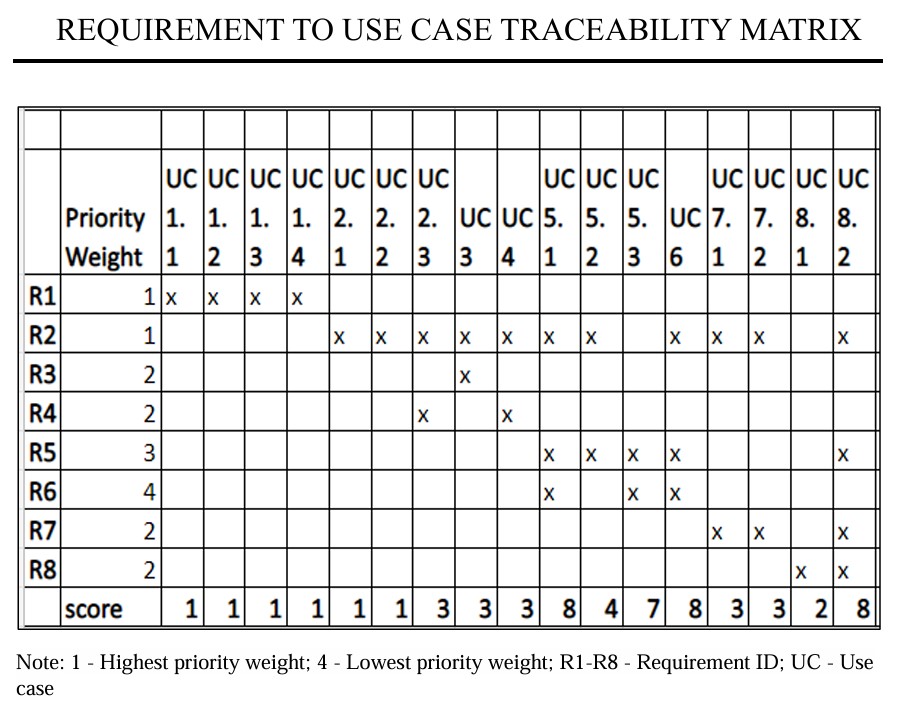 REQUIREMENT TO USE CASE TRACEABILITY MATRIX
Priority Weight UC 1. 1 UC 1. 2 UC 1. 3 UC 1. 4 UC 2. 1 UC 2. 2 UC 2. 3 UC 3 UC 4 UC 5. 1 UC 5. 2 UC 5. 3 UC 6 UC 7. 1 UC 7. 2 UC 8. 1 UC 8. 2
R1 1 x x x x
R2 1 x x x x x x x x x x x
R3 2 x
R4 2 x x
R5 3 x x x x x
R6 4 x x x
R7 2 x x x
R8 2 x x
score 1 1 1 1 1 1 3 3 3 8 4 7 8 3 3 2 8
Note: 1 - Highest priority weight; 4 - Lowest priority weight; R1-R8 - Requirement ID; UC - Use
case